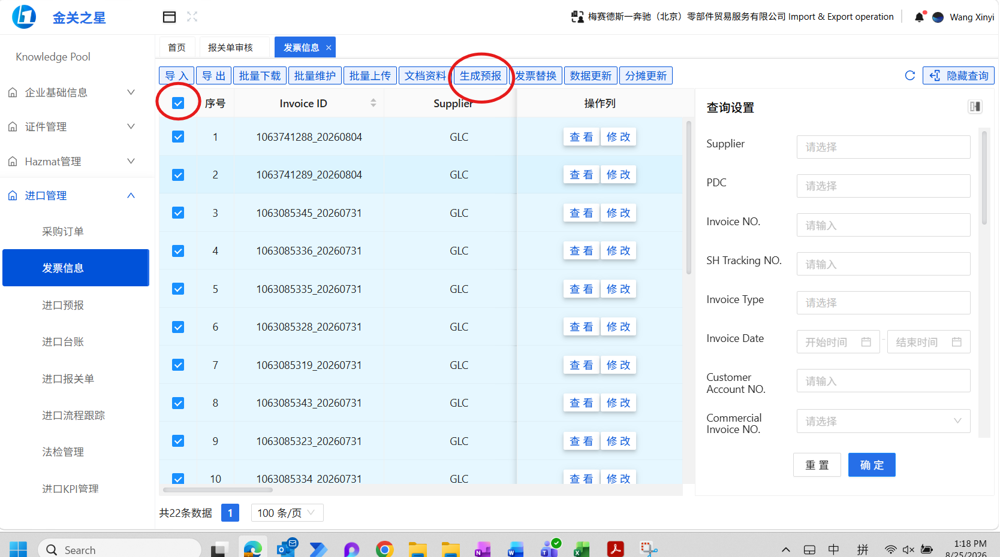 金关之星
梅赛德斯一奔驰（北京）零部件贸易服务有限公司 Import & Export operation
Wang Xinyi
首页 报关单审核 发票信息 ×
Knowledge Pool
企业基础信息
证件管理
Hazmat管理
进口管理
采购订单
发票信息
进口预报
进口台账
进口报关单
进口流程跟踪
法检管理
进口KPI管理
导 入 导 出 批量下载 批量维护 批量上传 文档资料 生成预报 发票替换 数据更新 分摊更新 隐藏查询
序号 Invoice ID Supplier 操作列
1 1063741288_20260804 GLC 查 看 修 改
2 1063741289_20260804 GLC 查 看 修 改
3 1063085345_20260731 GLC 查 看 修 改
4 1063085336_20260731 GLC 查 看 修 改
5 1063085335_20260731 GLC 查 看 修 改
6 1063085328_20260731 GLC 查 看 修 改
7 1063085319_20260731 GLC 查 看 修 改
8 1063085343_20260731 GLC 查 看 修 改
9 1063085323_20260731 GLC 查 看 修 改
10 1063085334_20260731 GLC 查 看 修 改
共22条数据 1 100 条/页
查询设置
Supplier 请选择
PDC 请选择
Invoice NO. 请输入
SH Tracking NO. 请输入
Invoice Type 请选择
Invoice Date 开始时间 - 结束时间
Customer
Account NO. 请输入
Commercial
Invoice NO. 请选择
重 置 确 定
Search
中 拼
1:18 PM
8/25/2026